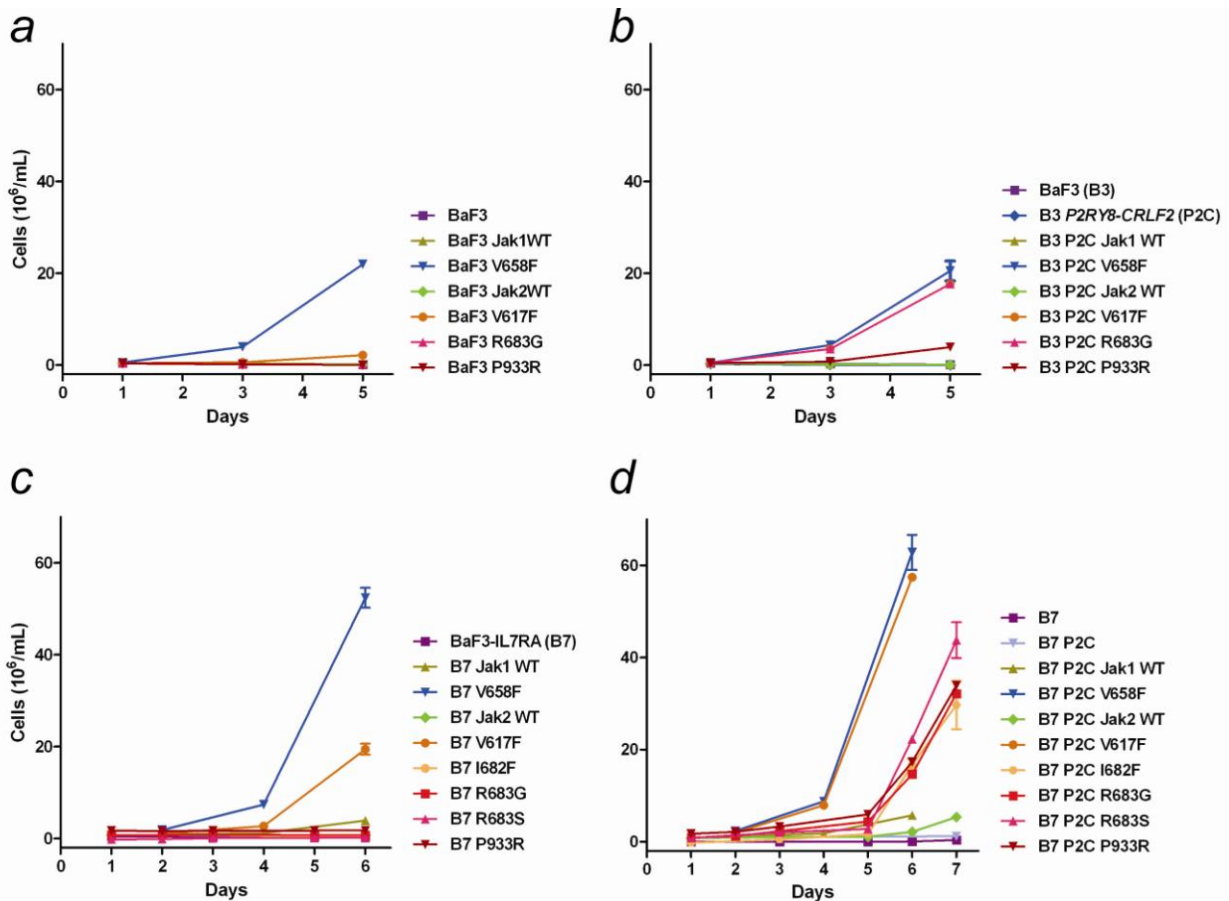 a
Cells (10⁶/mL)
60
40
20
0
0 1 2 3 4 5
Days
BaF3
BaF3 Jak1WT
BaF3 V658F
BaF3 Jak2WT
BaF3 V617F
BaF3 R683G
BaF3 P933R
b
60
40
20
0
0 1 2 3 4 5
Days
BaF3 (B3)
B3 P2RY8-CRLF2 (P2C)
B3 P2C Jak1 WT
B3 P2C V658F
B3 P2C Jak2 WT
B3 P2C V617F
B3 P2C R683G
B3 P2C P933R
c
Cells (10⁶/mL)
60
40
20
0
0 1 2 3 4 5 6
Days
BaF3-IL7RA (B7)
B7 Jak1 WT
B7 V658F
B7 Jak2 WT
B7 V617F
B7 I682F
B7 R683G
B7 R683S
B7 P933R
d
60
40
20
0
0 1 2 3 4 5 6 7
Days
B7
B7 P2C
B7 P2C Jak1 WT
B7 P2C V658F
B7 P2C Jak2 WT
B7 P2C V617F
B7 P2C I682F
B7 P2C R683G
B7 P2C R683S
B7 P2C P933R